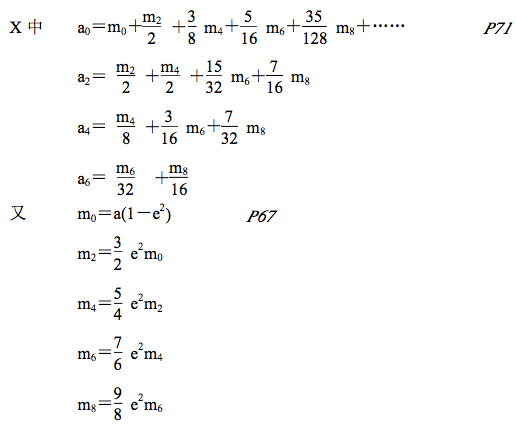 X 中 a₀=m₀+m₂/2+3/8 m₄+5/16 m₆+35/128 m₈+⋯⋯ P71
a₂= m₂/2+m₄/2+15/32 m₆+7/16 m₈
a₄= m₄/8+3/16 m₆+7/32 m₈
a₆= m₆/32 +m₈/16
又 m₀=a(1−e²) P67
m₂=3/2 e²m₀
m₄=5/4 e²m₂
m₆=7/6 e²m₄
m₈=9/8 e²m₆